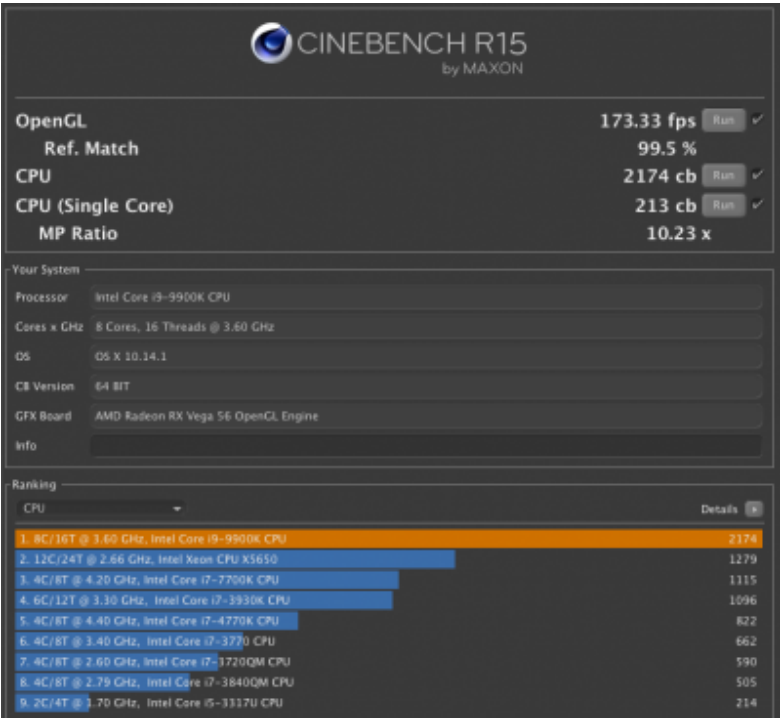 CINEBENCH R15
by MAXON
OpenGL 173.33 fps Run
Ref. Match 99.5 %
CPU 2174 cb Run
CPU (Single Core) 213 cb Run
MP Ratio 10.23 x
Your System
Processor Intel Core i9-9900K CPU
Cores x GHz 8 Cores, 16 Threads @ 3.60 GHz
OS OS X 10.14.1
CB Version 64 BIT
GFX Board AMD Radeon RX Vega 56 OpenGL Engine
Info
Ranking
CPU Details
1. 8C/16T @ 3.60 GHz, Intel Core i9-9900K CPU 2174
2. 12C/24T @ 2.66 GHz, Intel Xeon CPU X5650 1279
3. 4C/8T @ 4.20 GHz, Intel Core i7-7700K CPU 1115
4. 6C/12T @ 3.30 GHz, Intel Core i7-3930K CPU 1096
5. 4C/8T @ 4.40 GHz, Intel Core i7-4770K CPU 822
6. 4C/8T @ 3.40 GHz, Intel Core i7-3770 CPU 662
7. 4C/8T @ 2.60 GHz, Intel Core i7-3720QM CPU 590
8. 4C/8T @ 2.79 GHz, Intel Core i7-3840QM CPU 505
9. 2C/4T @ 1.70 GHz, Intel Core i5-3317U CPU 214